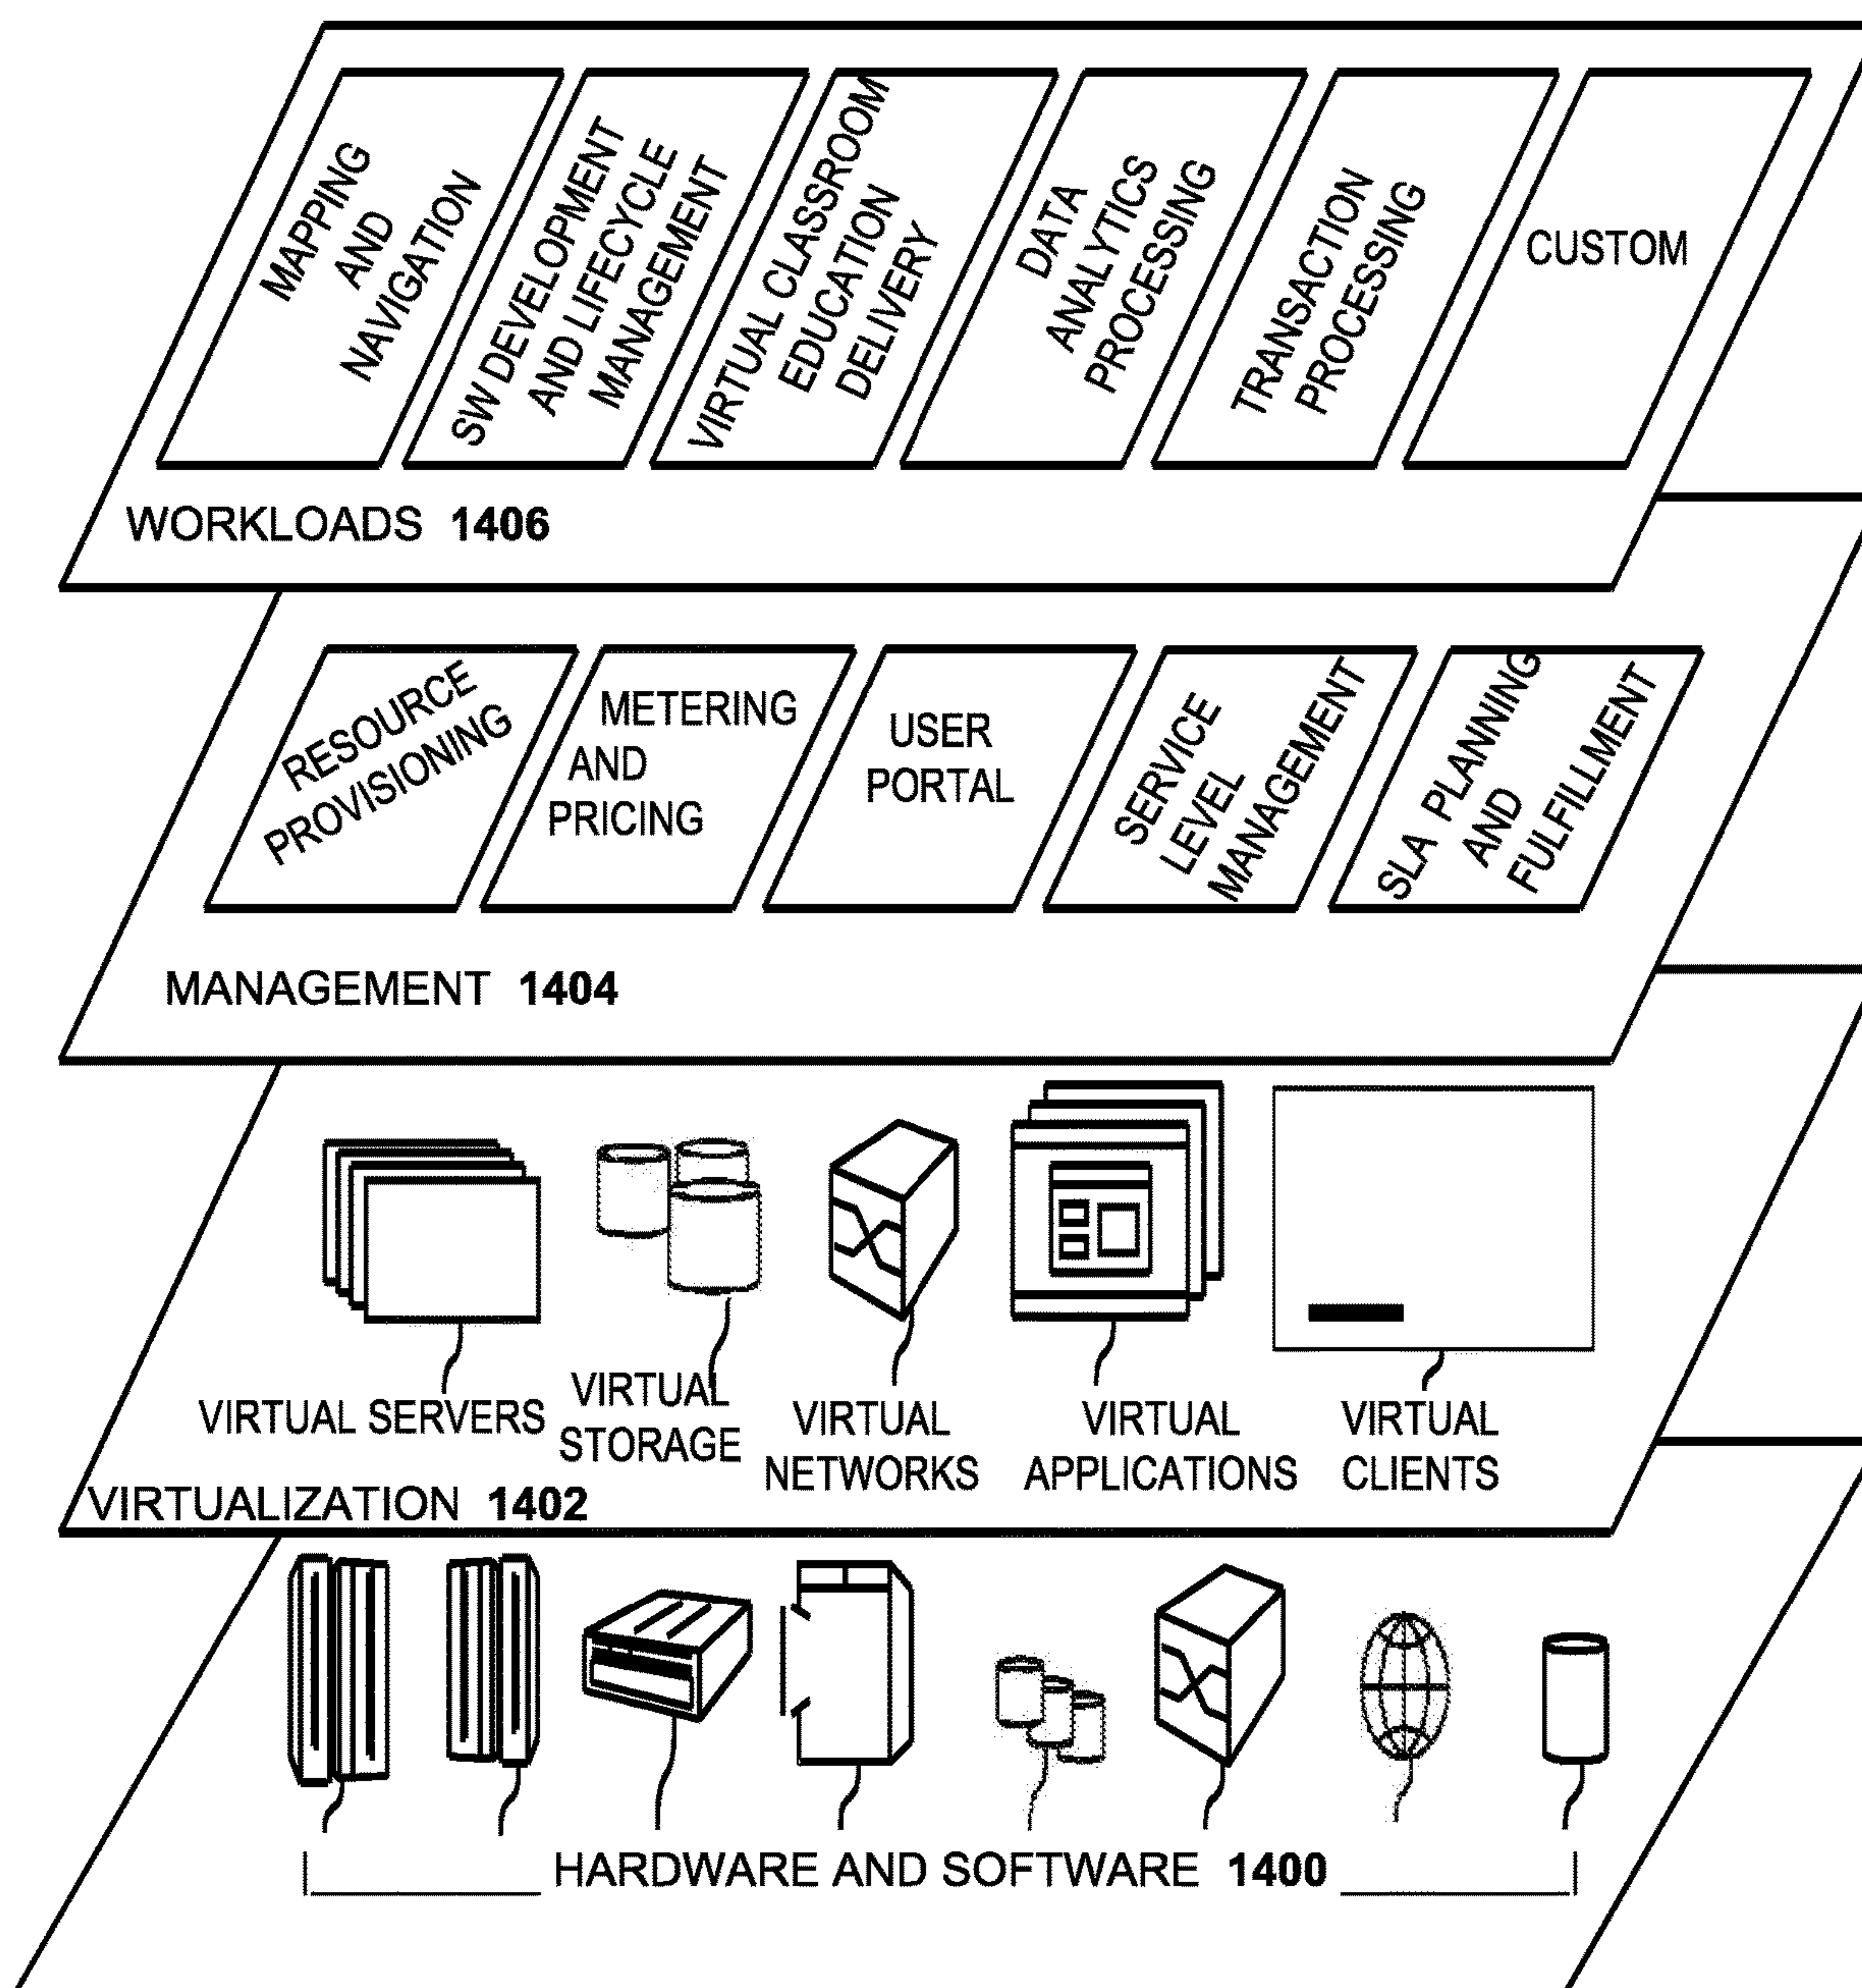 MAPPING
AND
NAVIGATION
SW DEVELOPMENT
AND LIFECYCLE
MANAGEMENT
VIRTUAL CLASSROOM
EDUCATION
DELIVERY
DATA
ANALYTICS
PROCESSING
TRANSACTION
PROCESSING
CUSTOM
WORKLOADS 1406
RESOURCE
PROVISIONING
METERING
AND
PRICING
USER
PORTAL
SERVICE
LEVEL
MANAGEMENT
SLA PLANNING
AND
FULFILLMENT
MANAGEMENT 1404
VIRTUAL SERVERS
VIRTUAL
STORAGE
VIRTUAL
NETWORKS
VIRTUAL
APPLICATIONS
VIRTUAL
CLIENTS
VIRTUALIZATION 1402
HARDWARE AND SOFTWARE 1400